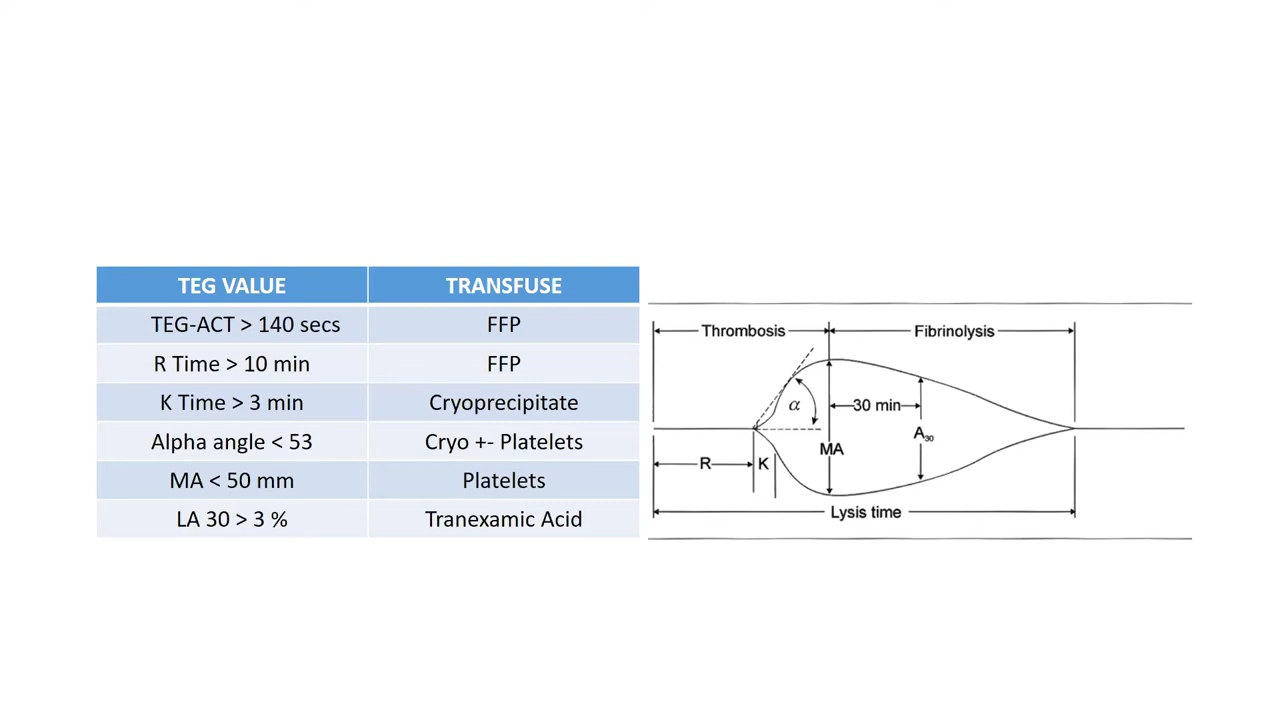 TEG VALUE TRANSFUSE
TEG-ACT > 140 secs FFP
R Time > 10 min FFP
K Time > 3 min Cryoprecipitate
Alpha angle < 53 Cryo +- Platelets
MA < 50 mm Platelets
LA 30 > 3 % Tranexamic Acid
Thrombosis Fibrinolysis
α 30 min
A30
MA
R K
Lysis time